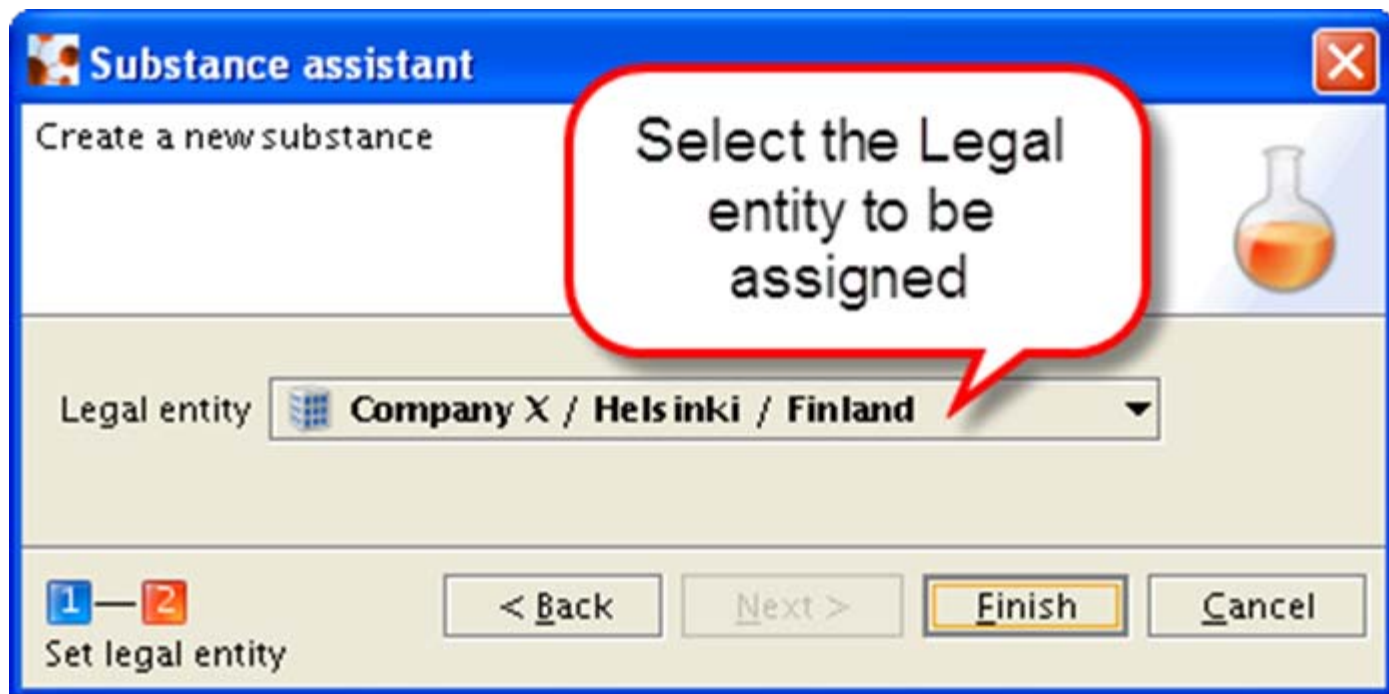 Substance assistant
Create a new substance
Select the Legal
entity to be
assigned
Legal entity Company X / Helsinki / Finland
1 2
< Back Next > Finish Cancel
Set legal entity